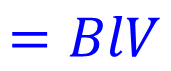 = BlV